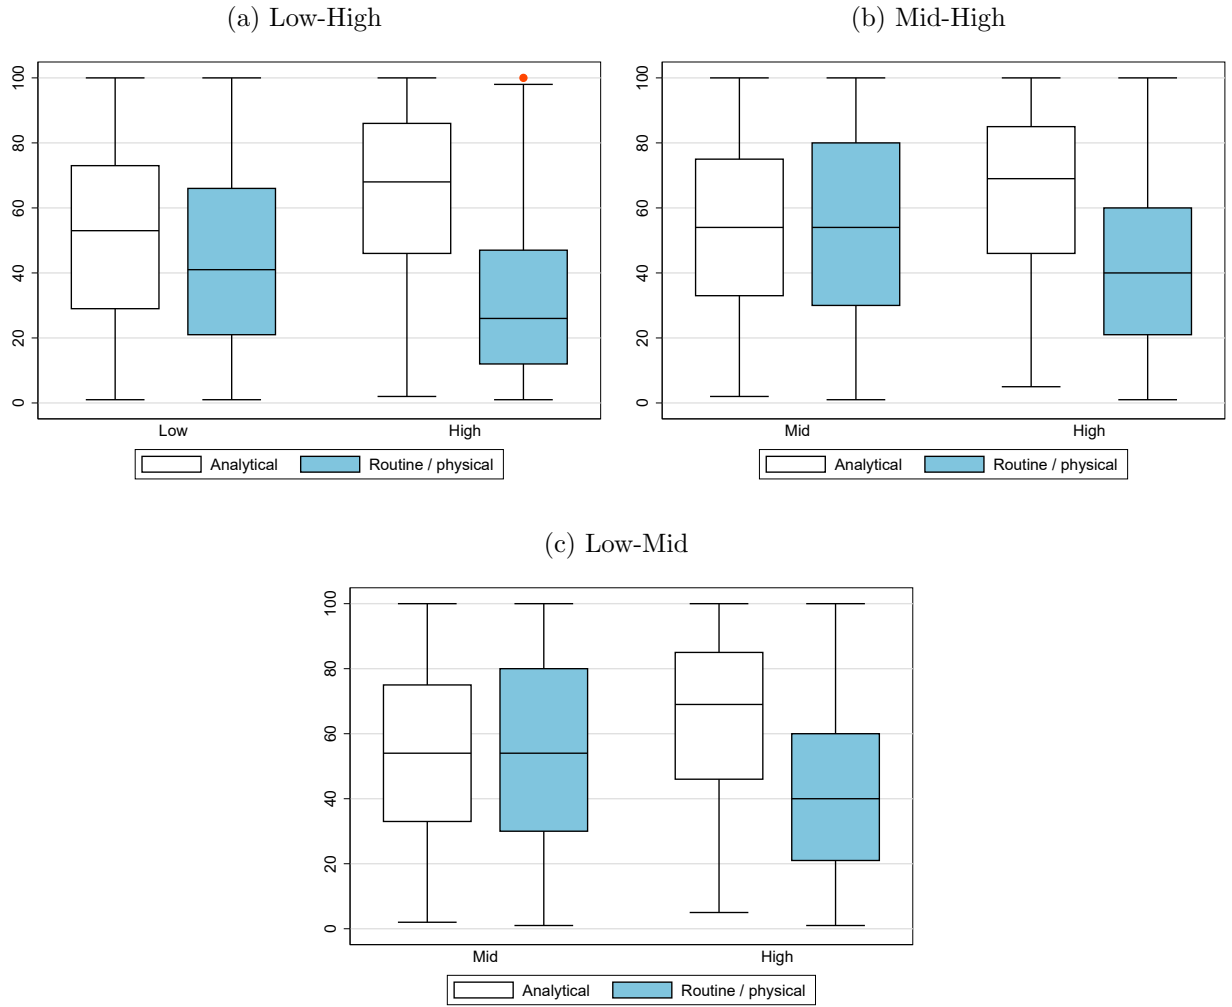 (a) Low-High
(b) Mid-High
0 20 40 60 80 100
Low High
Analytical Routine / physical
0 20 40 60 80 100
Mid High
Analytical Routine / physical
(c) Low-Mid
0 20 40 60 80 100
Mid High
Analytical Routine / physical